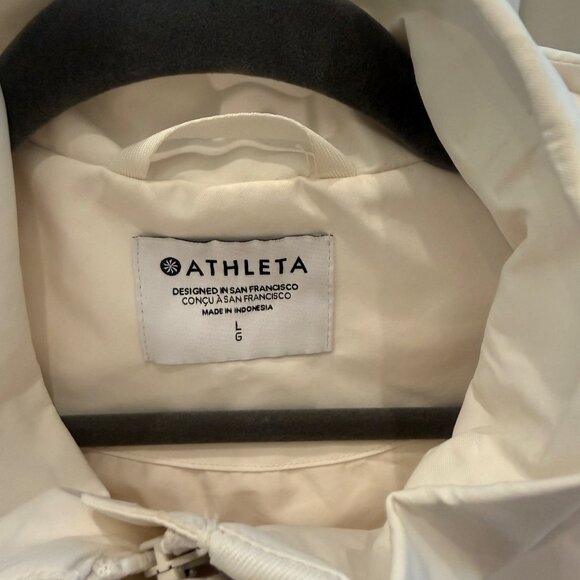 ATHLETA
DESIGNED IN SAN FRANCISCO
CONÇU À SAN FRANCISCO
MADE IN INDONESIA
L
G